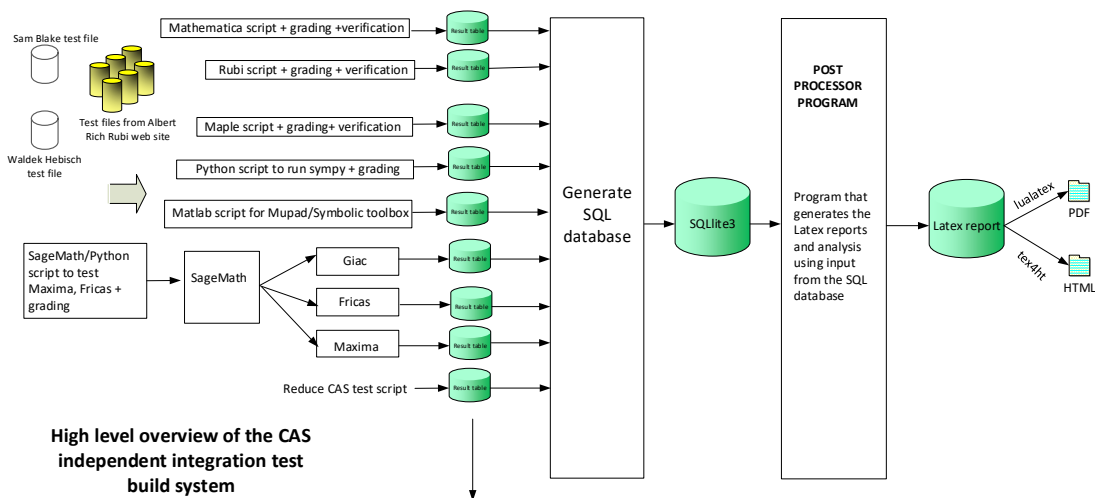 Sam Blake test file
Test files from Albert
Rich Rubi web site
Waldek Hebisch
test file
Mathematica script + grading +verification
Result table
Rubi script + grading + verification
Result table
Maple script + grading+ verification
Result table
Python script to run sympy + grading
Result table
Matlab script for Mupad/Symbolic toolbox
Result table
SageMath/Python
script to test
Maxima, Fricas +
grading
SageMath
Giac
Result table
Fricas
Result table
Maxima
Result table
Reduce CAS test script
Result table
Generate
SQL
database
SQLlite3
POST
PROCESSOR
PROGRAM
Program that
generates the
Latex reports
and analysis
using input
from the SQL
database
Latex report
lualatex
PDF
tex4ht
HTML
High level overview of the CAS
independent integration test
build system